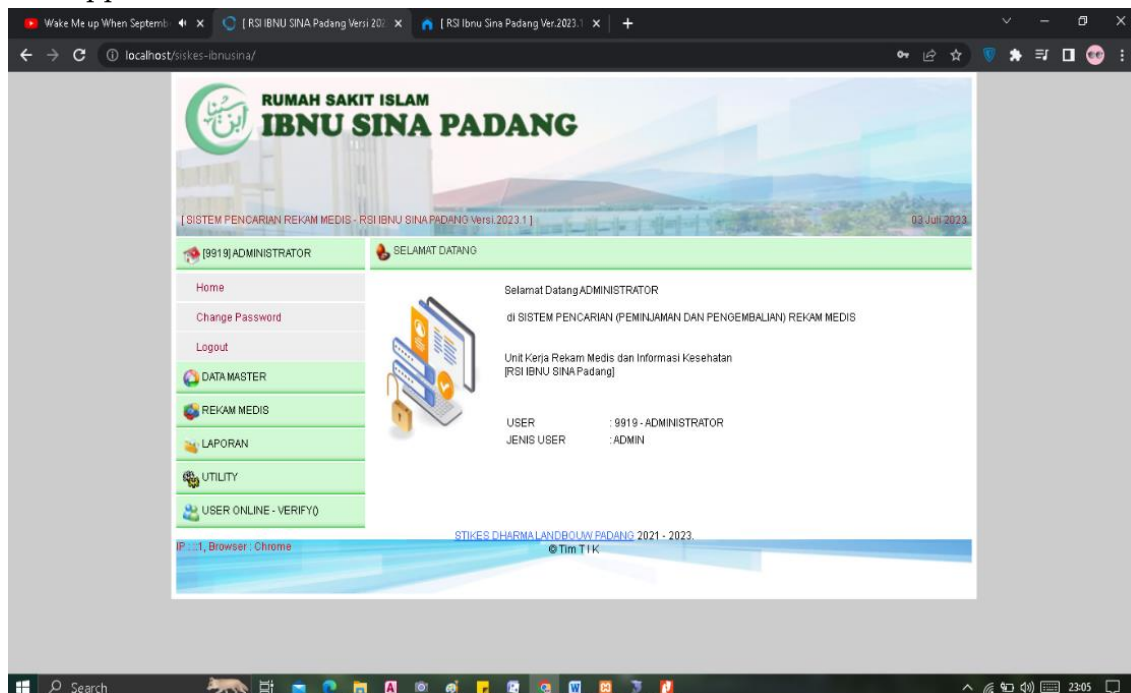 Wake Me up When Septemb
[ RSI IBNU SINA Padang Versi 202
[ RSI Ibnu Sina Padang Ver.2023.1
localhost/siskes-ibnusina/
RUMAH SAKIT ISLAM
IBNU SINA PADANG
[ SISTEM PENCARIAN REKAM MEDIS - RSI IBNU SINA PADANG Versi.2023.1 ]
03 Juli 2023
[9919] ADMINISTRATOR
Home
Change Password
Logout
DATA MASTER
REKAM MEDIS
LAPORAN
UTILITY
USER ONLINE - VERIFY()
SELAMAT DATANG
Selamat Datang ADMINISTRATOR
di SISTEM PENCARIAN (PEMINJAMAN DAN PENGEMBALIAN) REKAM MEDIS
Unit Kerja Rekam Medis dan Informasi Kesehatan
[RSI IBNU SINA Padang]
USER : 9919 - ADMINISTRATOR
JENIS USER : ADMIN
STIKES DHARMA LANDBOUW PADANG 2021 - 2023.
© Tim T I K
IP : ::1, Browser : Chrome
Search
23:05